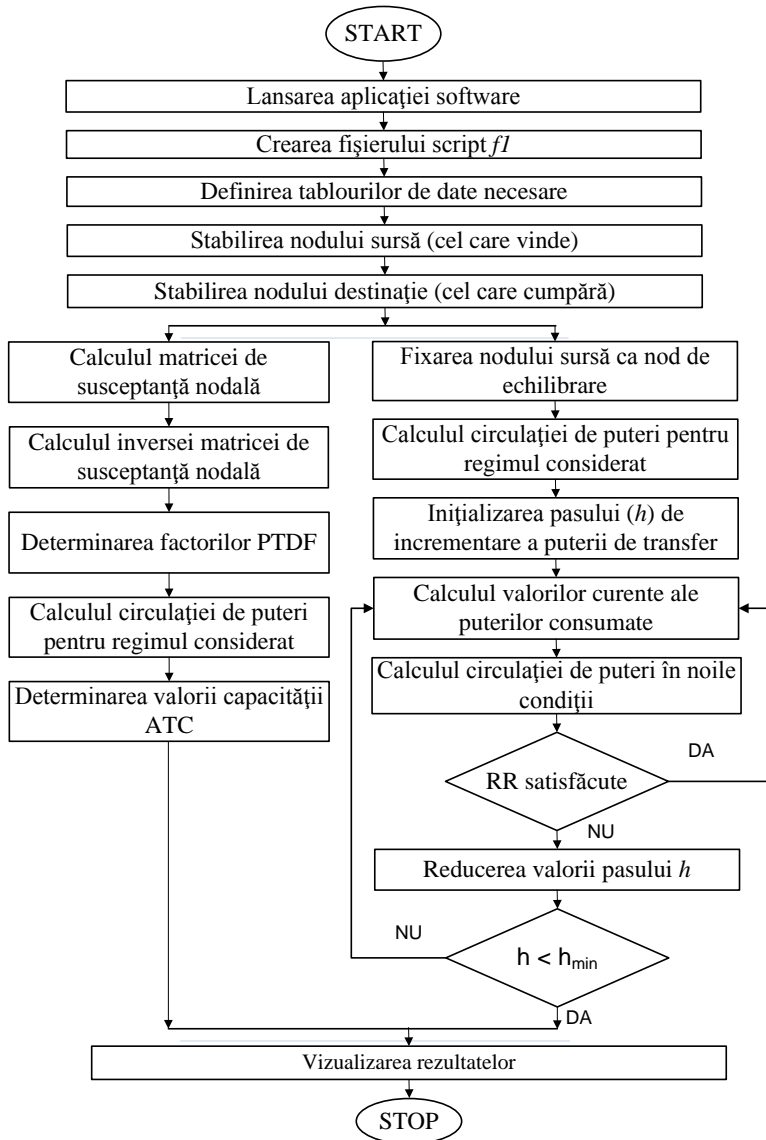 START
Lansarea aplicaţiei software
Crearea fişierului script f1
Definirea tablourilor de date necesare
Stabilirea nodului sursă (cel care vinde)
Stabilirea nodului destinaţie (cel care cumpără)
Calculul matricei de
susceptanţă nodală
Calculul inversei matricei de
susceptanţă nodală
Determinarea factorilor PTDF
Calculul circulaţiei de puteri
pentru regimul considerat
Determinarea valorii capacităţii
ATC
Fixarea nodului sursă ca nod de
echilibrare
Calculul circulaţiei de puteri pentru
regimul considerat
Iniţializarea pasului (h) de
incrementare a puterii de transfer
Calculul valorilor curente ale
puterilor consumate
Calculul circulaţiei de puteri în noile
condiţii
RR satisfăcute
DA
NU
Reducerea valorii pasului h
h < hmin
NU
DA
Vizualizarea rezultatelor
STOP